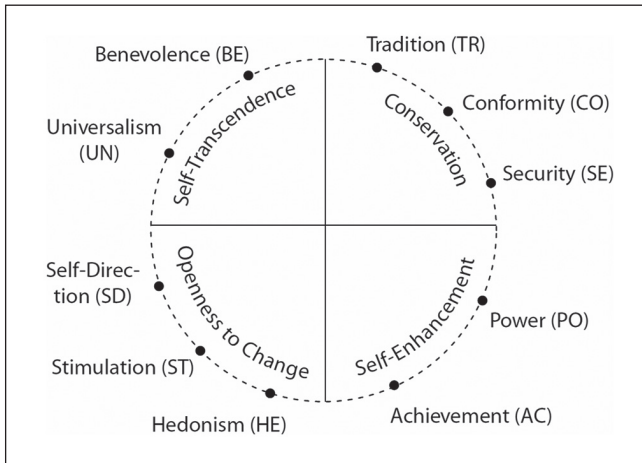 Tradition (TR)
Benevolence (BE)
Conformity (CO)
Conservation
Self-Transcendence
Universalism
(UN)
Security (SE)
Self-Direc-
tion (SD)
Openness to Change
Self-Enhancement
Power (PO)
Stimulation (ST)
Hedonism (HE)
Achievement (AC)